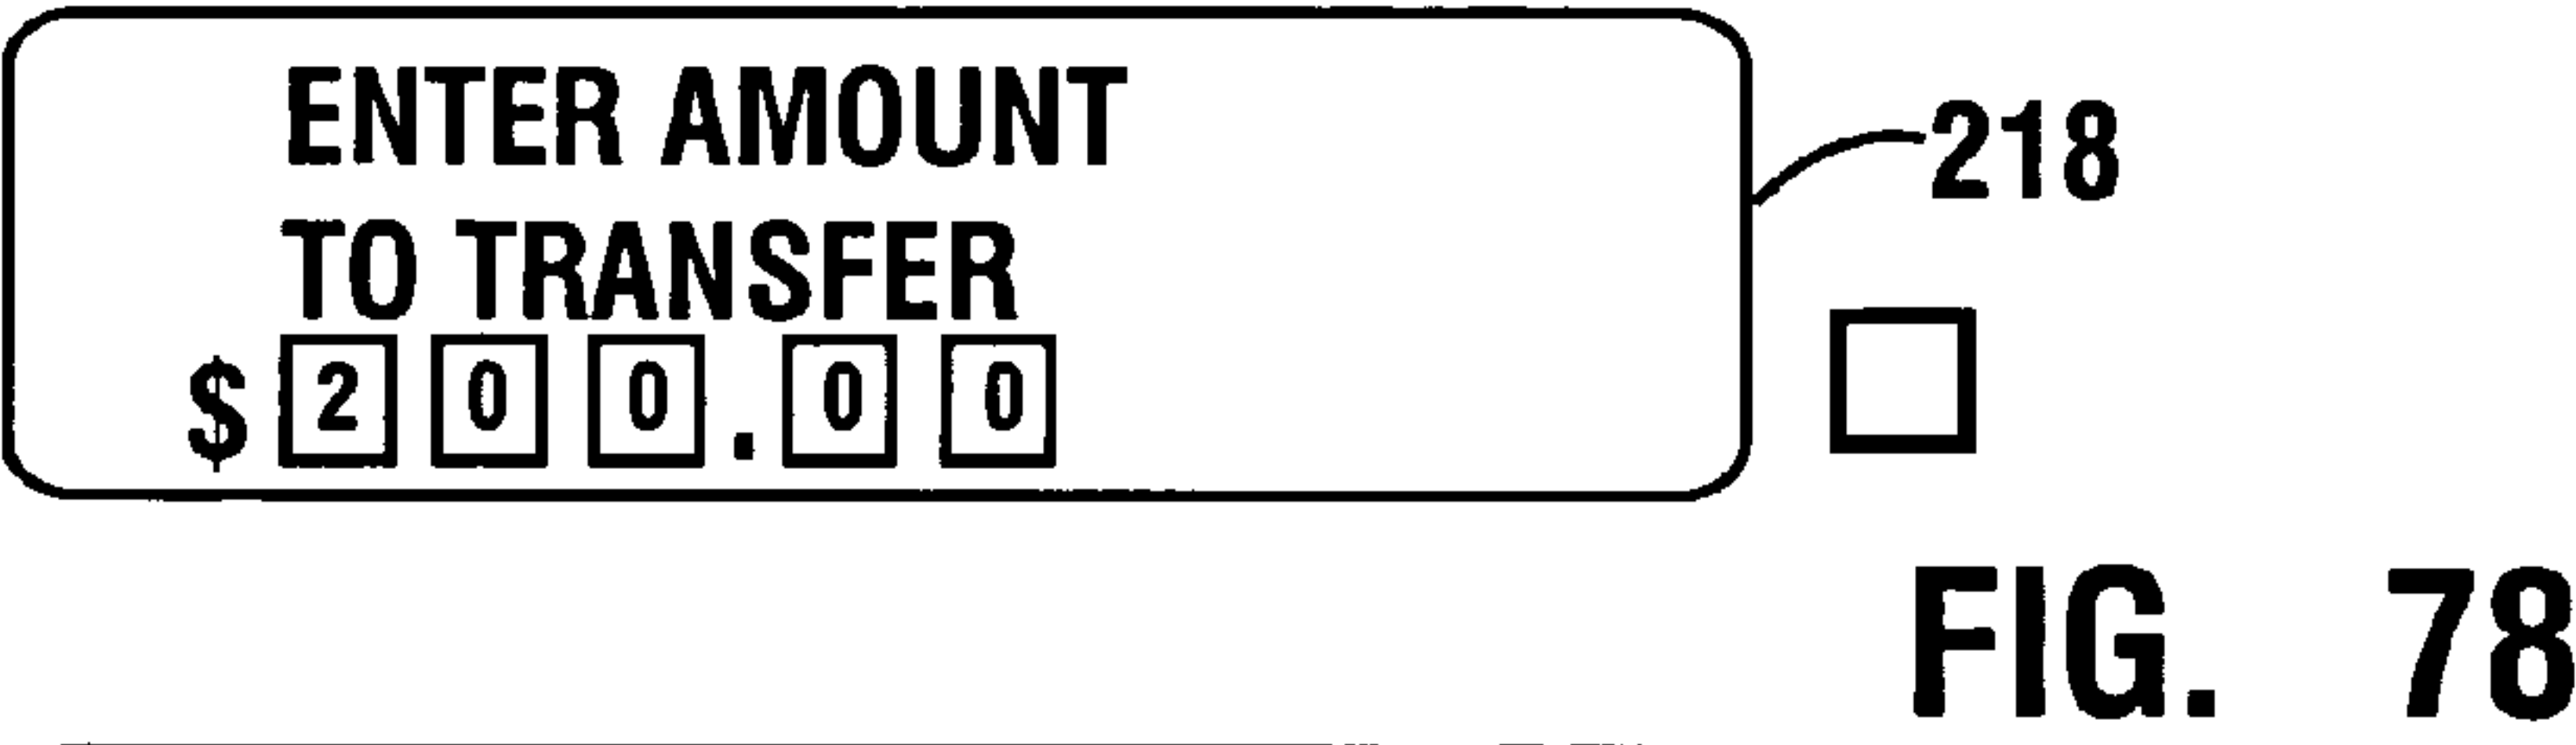 ENTER AMOUNT
TO TRANSFER
$ 2 0 0 . 0 0
218
FIG. 78